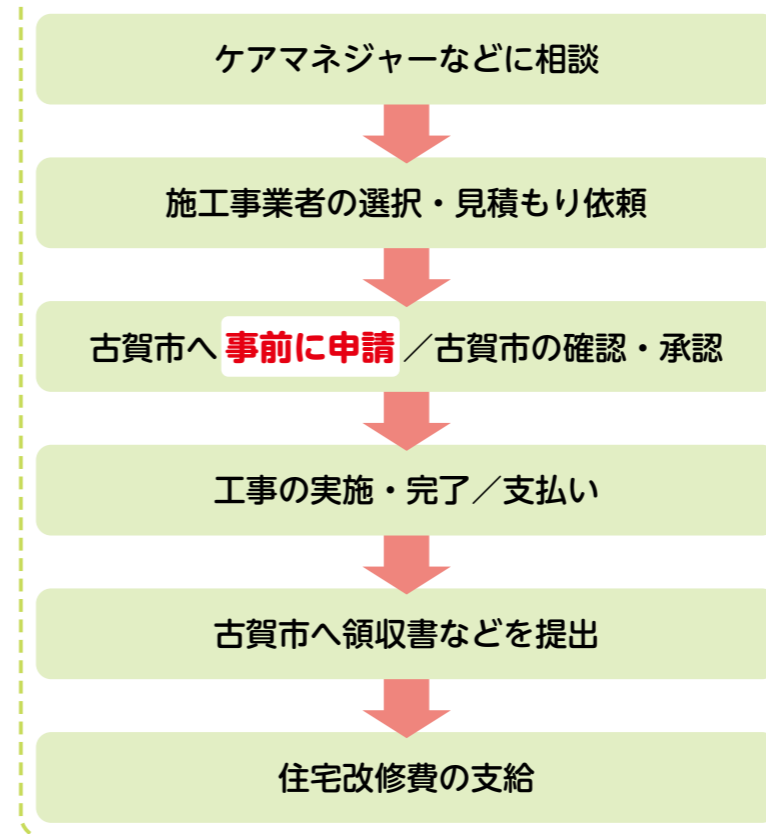 ケアマネジャーなどに相談
施工事業者の選択・見積もり依頼
古賀市へ事前に申請／古賀市の確認・承認
工事の実施・完了／支払い
古賀市へ領収書などを提出
住宅改修費の支給